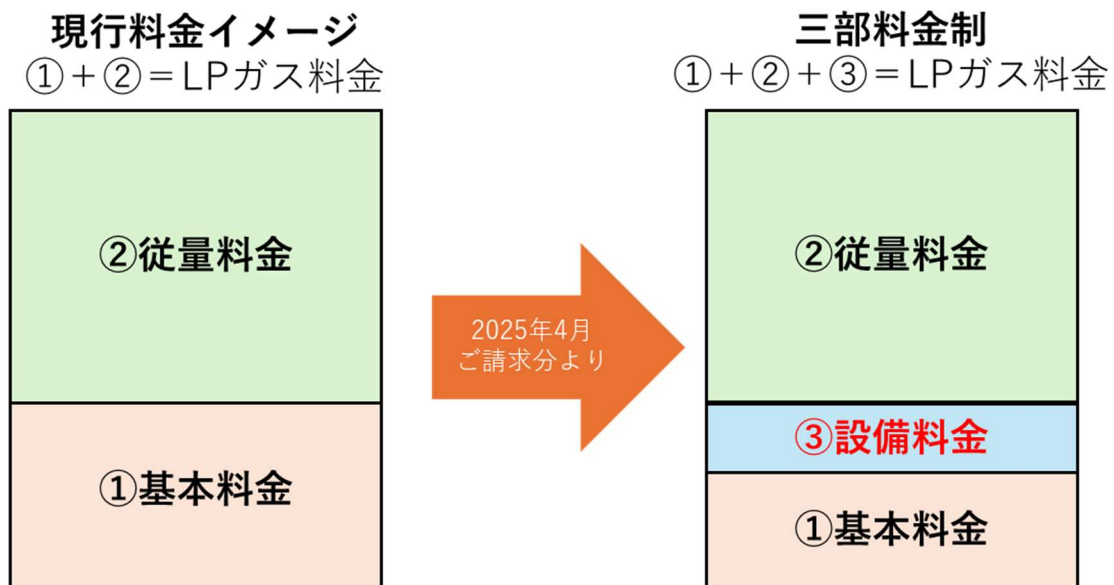 現行料金イメージ
①+②=LPガス料金
②従量料金
①基本料金
2025年4月
ご請求分より
三部料金制
①+②+③=LPガス料金
②従量料金
③設備料金
①基本料金